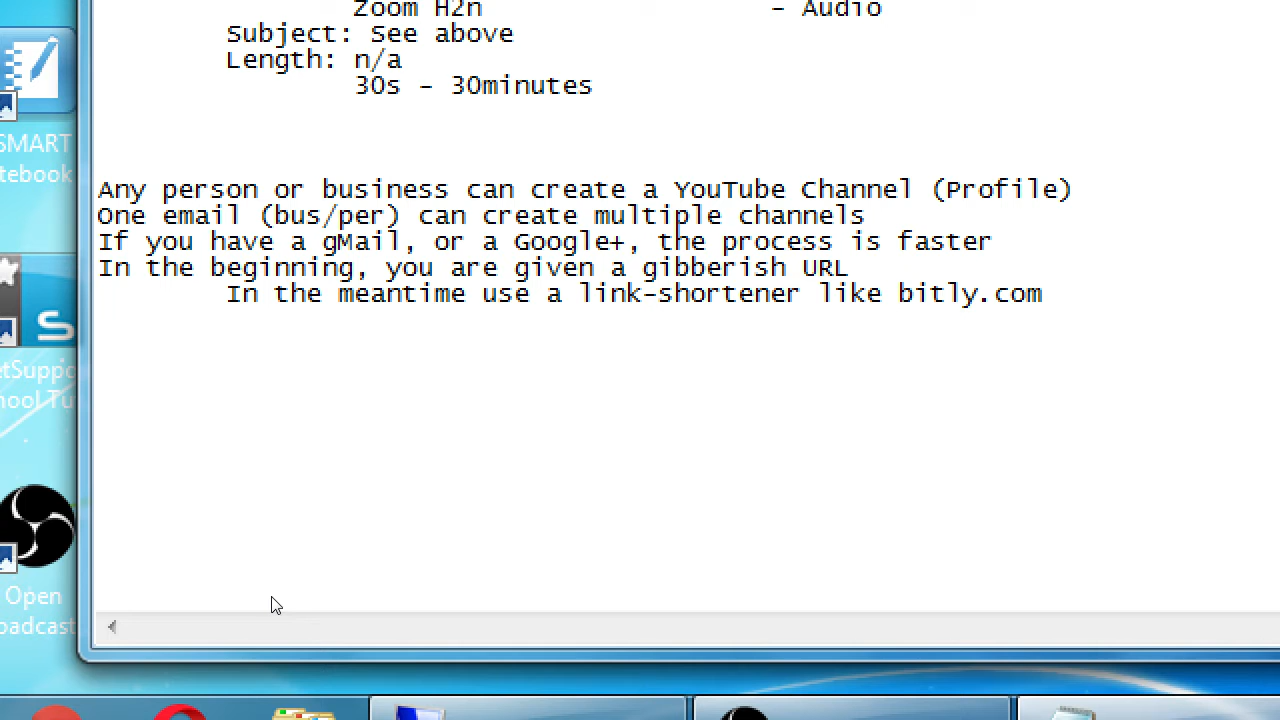 Zoom H2n - Audio
Subject: See above
Length: n/a
30s - 30minutes
Any person or business can create a YouTube Channel (Profile)
One email (bus/per) can create multiple channels
If you have a gMail, or a Google+, the process is faster
In the beginning, you are given a gibberish URL
In the meantime use a link-shortener like bitly.com
SMART
tebook
S
etSuppo
hool Tu
Open
oadcast